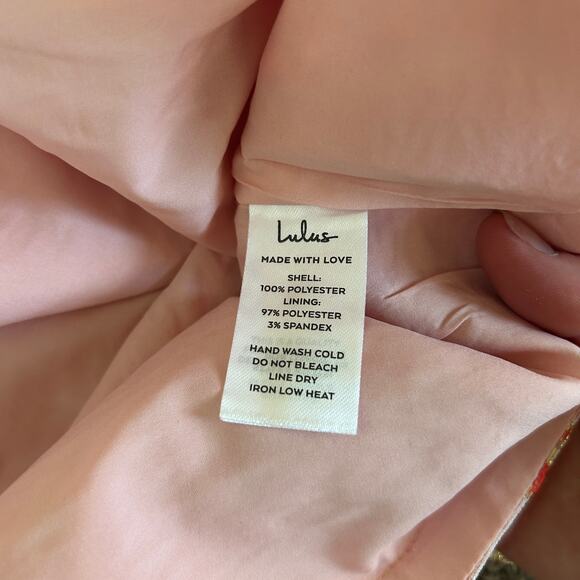 Lulus
MADE WITH LOVE
SHELL:
100% POLYESTER
LINING:
97% POLYESTER
3% SPANDEX
HAND WASH COLD
DO NOT BLEACH
LINE DRY
IRON LOW HEAT